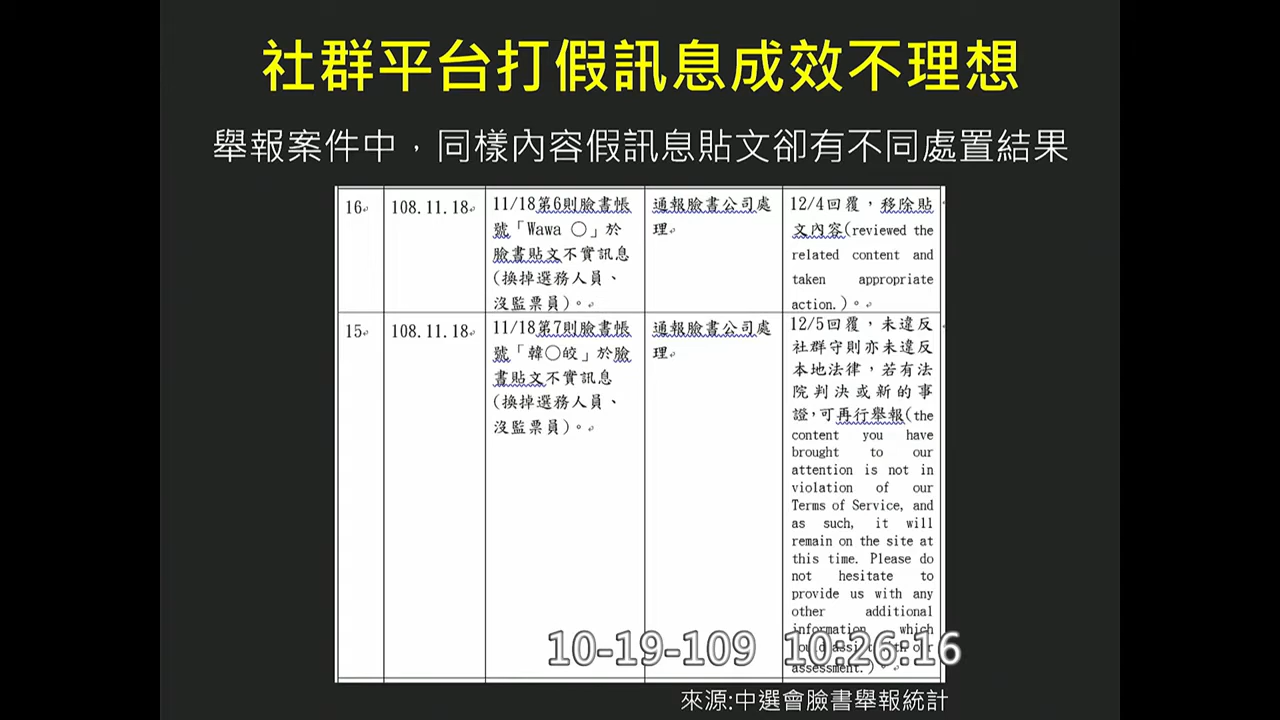 社群平台打假訊息成效不理想
舉報案件中，同樣內容假訊息貼文卻有不同處置結果
16
108.11.18
11/18第6則臉書帳
號「Wawa ○」於
臉書貼文不實訊息
(換掉選務人員、
沒監票員)。
通報臉書公司處
理
12/4回覆，移除貼
文內容(reviewed the
related content and
taken appropriate
action.)。
15
108.11.18
11/18第7則臉書帳
號「韓○皎」於臉
書貼文不實訊息
(換掉選務人員、
沒監票員)。
通報臉書公司處
理
12/5回覆，未違反
社群守則亦未違反
本地法律，若有法
院判決或新的事
證，可再行舉報(the
content you have
brought to our
attention is not in
violation of our
Terms of Service, and
as such, it will
remain on the site at
this time. Please do
not hesitate to
provide us with any
other additional
information which
assessment.)。
10-19-109 10:26:16
來源:中選會臉書舉報統計